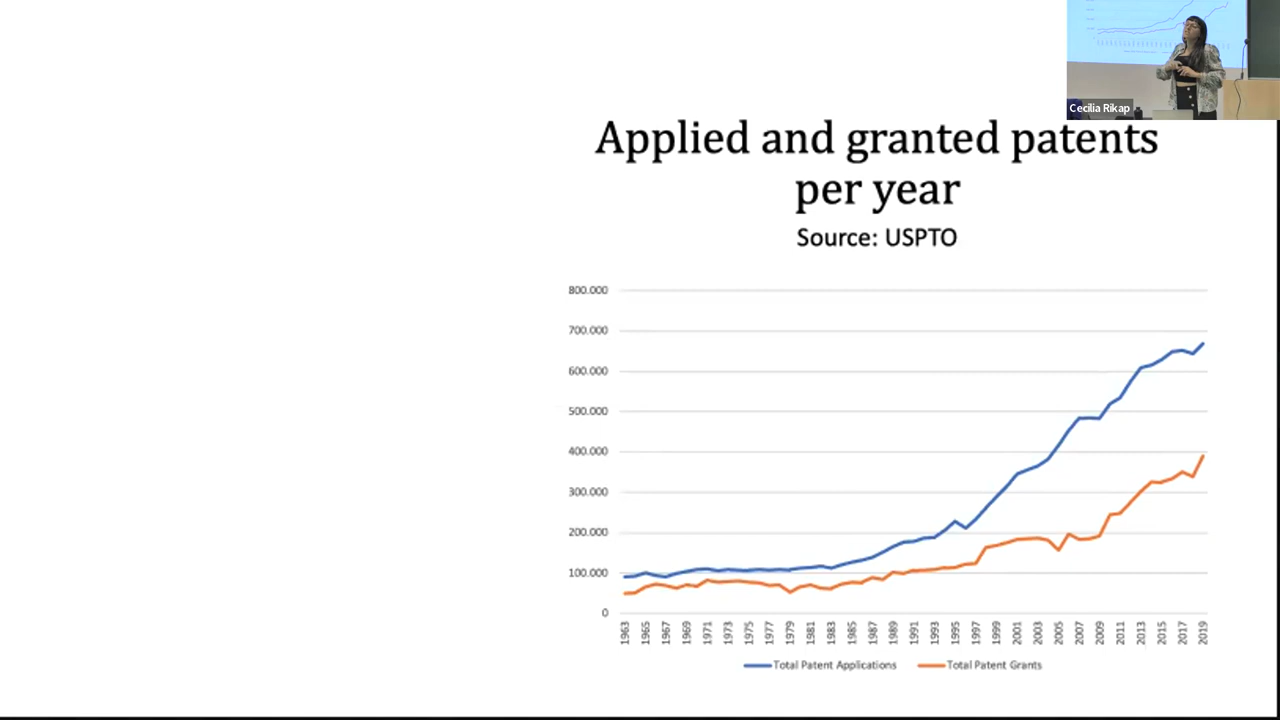 Cecilia Rikap
Applied and granted patents
per year
Source: USPTO
800.000
700.000
600.000
500.000
400.000
300.000
200.000
100.000
0
1963 1965 1967 1969 1971 1973 1975 1977 1979 1981 1983 1985 1987 1989 1991 1993 1995 1997 1999 2001 2003 2005 2007 2009 2011 2013 2015 2017 2019
Total Patent Applications Total Patent Grants